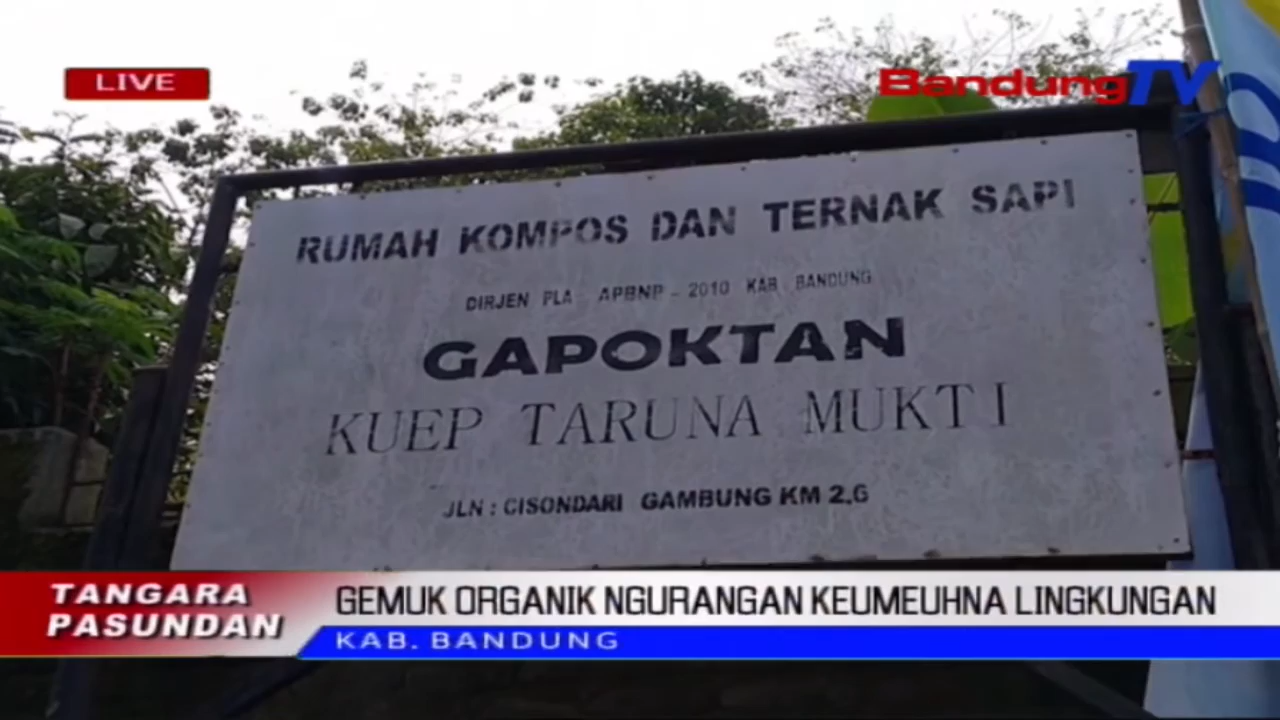 LIVE
BandungTV
RUMAH KOMPOS DAN TERNAK SAPI
DIRJEN PLA APBNP - 2010 KAB BANDUNG
GAPOKTAN
KUEP TARUNA MUKTI
JLN : CISONDARI GAMBUNG KM 2,6
TANGARA PASUNDAN
GEMUK ORGANIK NGURANGAN KEUMEUHNA LINGKUNGAN
KAB. BANDUNG